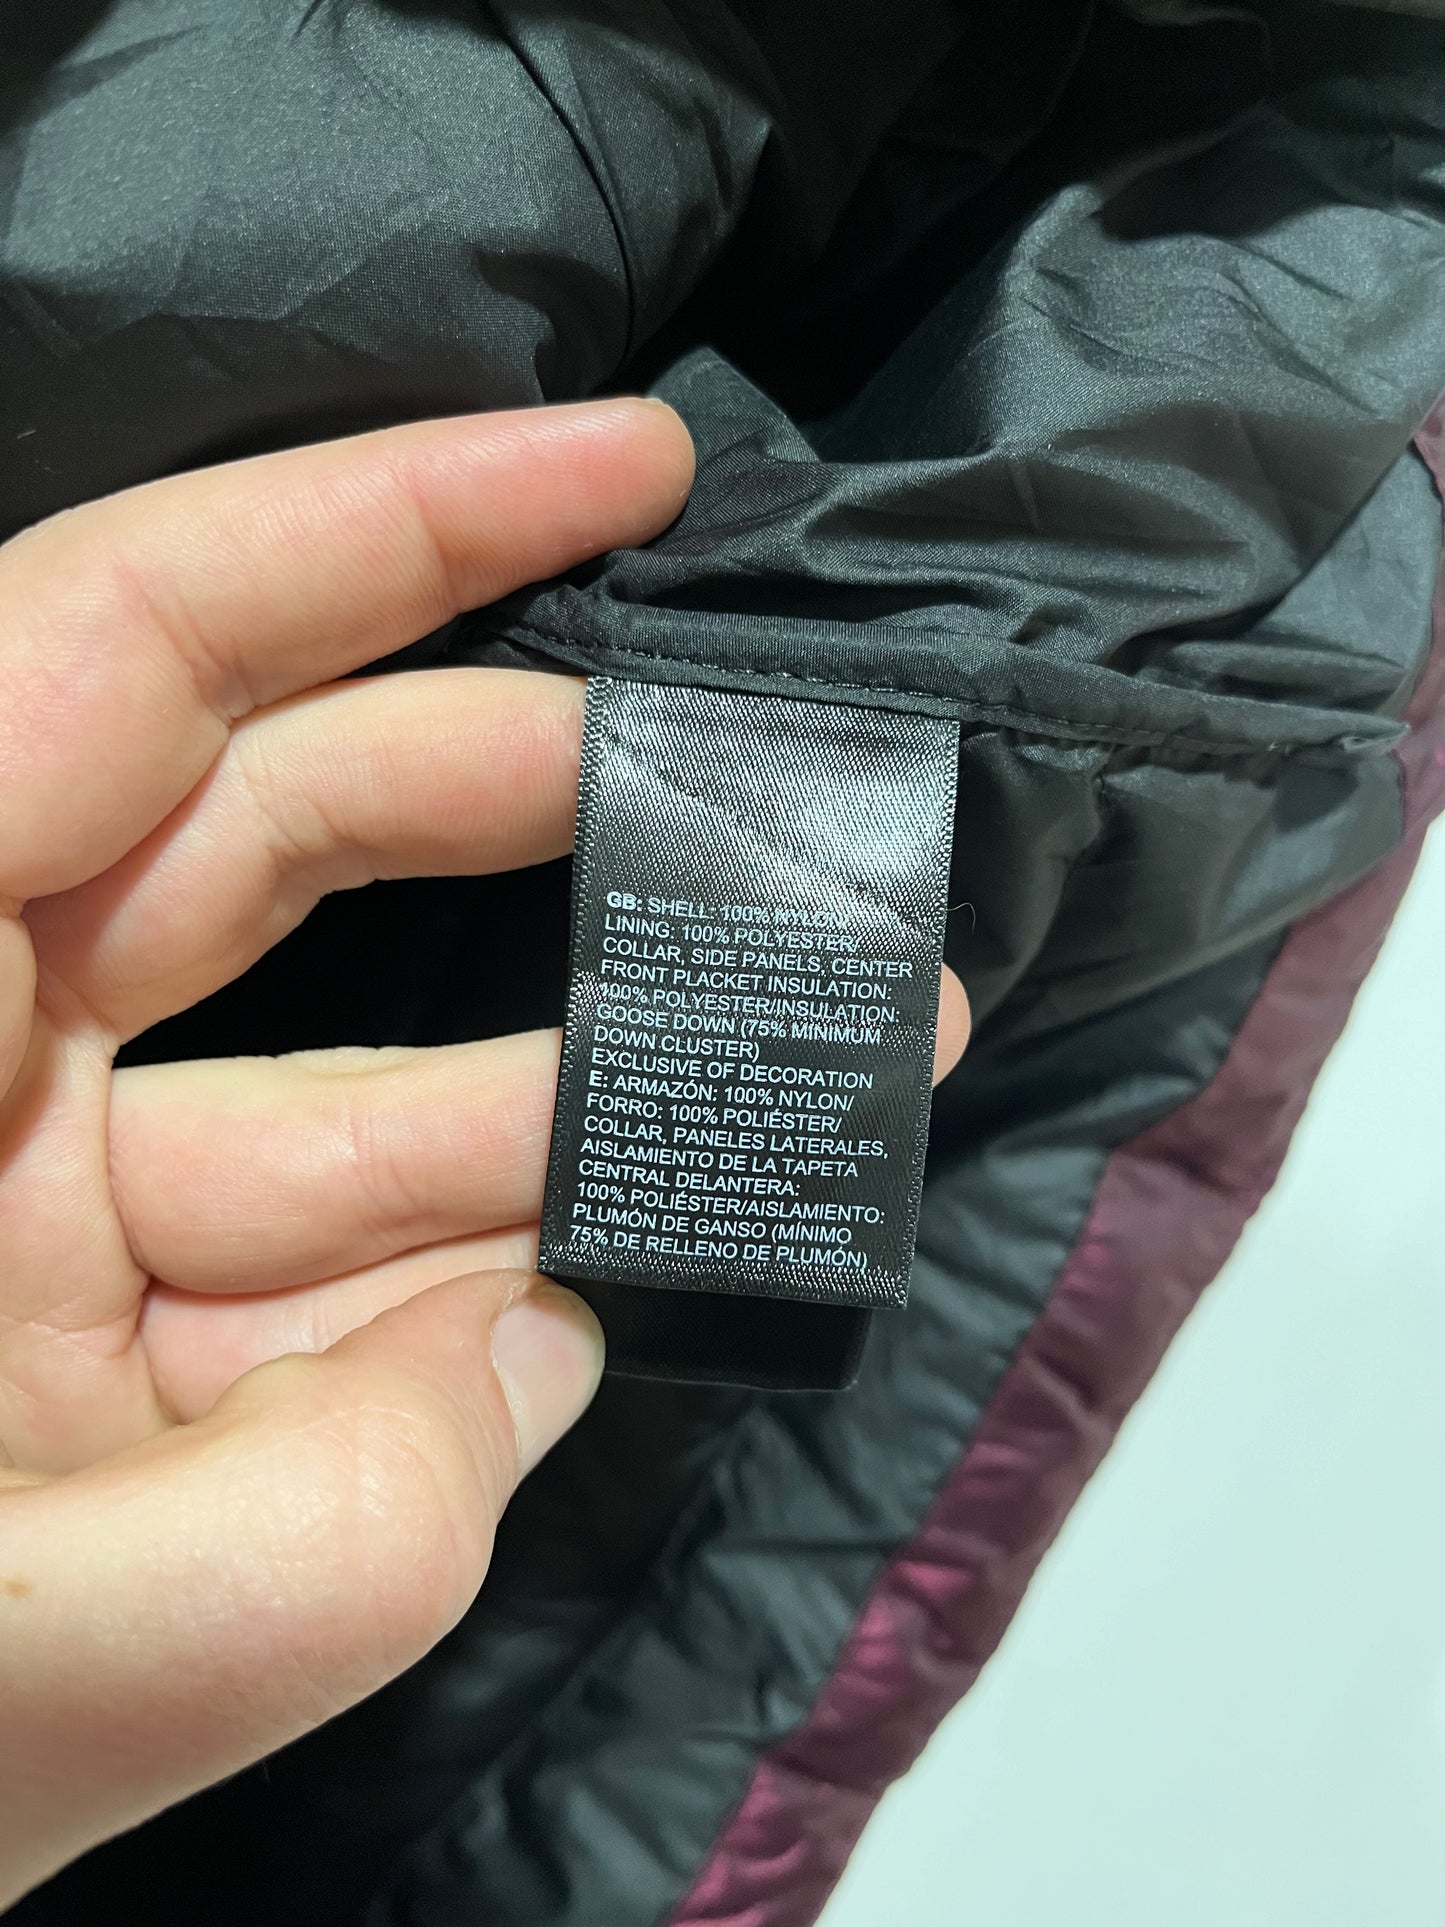 GB: SHELL: 100% NYLON/
LINING: 100% POLYESTER/
COLLAR, SIDE PANELS, CENTER
FRONT PLACKET INSULATION:
100% POLYESTER/INSULATION:
GOOSE DOWN (75% MINIMUM
DOWN CLUSTER)
EXCLUSIVE OF DECORATION
E: ARMAZÓN: 100% NYLON/
FORRO: 100% POLIÉSTER/
COLLAR, PANELES LATERALES,
AISLAMIENTO DE LA TAPETA
CENTRAL DELANTERA:
100% POLIÉSTER/AISLAMIENTO:
PLUMÓN DE GANSO (MÍNIMO
75% DE RELLENO DE PLUMÓN)